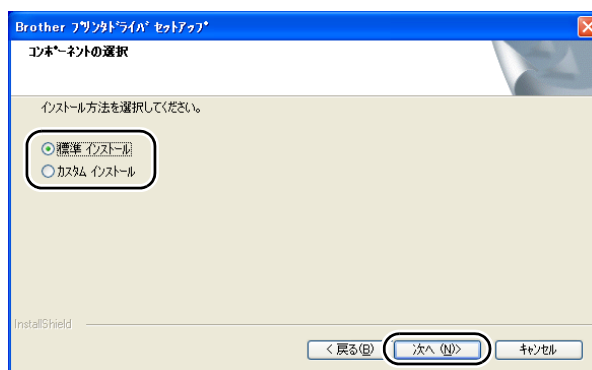 Brother プリンタドライバ セットアップ
コンポーネントの選択
インストール方法を選択してください。
標準 インストール
カスタム インストール
InstallShield
< 戻る(B) 次へ (N)> キャンセル